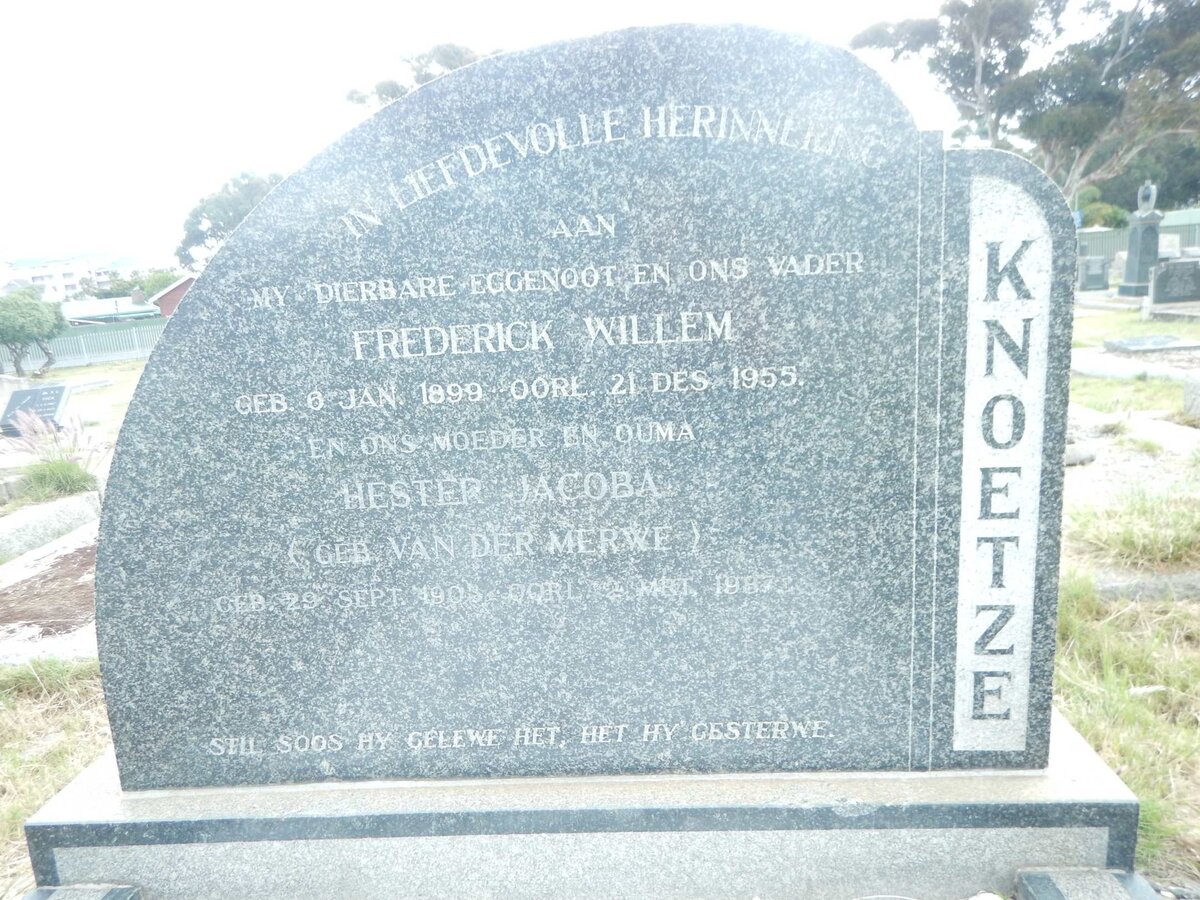 IN LIEFDEVOLLE HERINNERING
AAN
MY DIERBARE EGGENOOT EN ONS VADER
FREDERICK WILLEM
GEB. 6 JAN. 1899 - OORL. 21 DES. 1955.
EN ONS MOEDER EN OUMA
HESTER JACOBA
(GEB. VAN DER MERWE)
GEB. 29 SEPT. OORL. MRT. 1987.
STIL SOOS HY GELEWE HET, HET HY GESTERWE.
KNOETZE